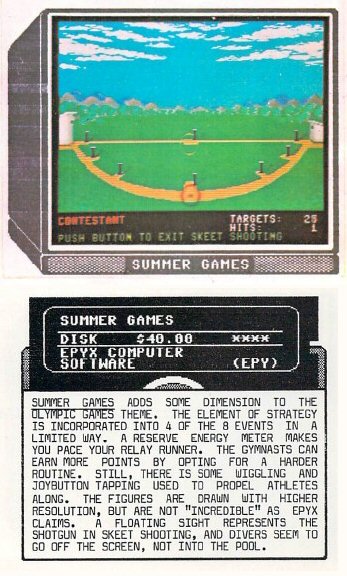 CONTESTANT
TARGETS: 25
HITS: 1
PUSH BUTTON TO EXIT SKEET SHOOTING
SUMMER GAMES
SUMMER GAMES
DISK $40.00 ****
EPYX COMPUTER
SOFTWARE (EPY)
SUMMER GAMES ADDS SOME DIMENSION TO THE
OLYMPIC GAMES THEME. THE ELEMENT OF STRATEGY
IS INCORPORATED INTO 4 OF THE 8 EVENTS IN A
LIMITED WAY. A RESERVE ENERGY METER MAKES
YOU PACE YOUR RELAY RUNNER. THE GYMNASTS CAN
EARN MORE POINTS BY OPTING FOR A HARDER
ROUTINE. STILL, THERE IS SOME WIGGLING AND
JOYBUTTON TAPPING USED TO PROPEL ATHLETES
ALONG. THE FIGURES ARE DRAWN WITH HIGHER
RESOLUTION, BUT ARE NOT "INCREDIBLE" AS EPYX
CLAIMS. A FLOATING SIGHT REPRESENTS THE
SHOTGUN IN SKEET SHOOTING, AND DIVERS SEEM TO
GO OFF THE SCREEN, NOT INTO THE POOL.